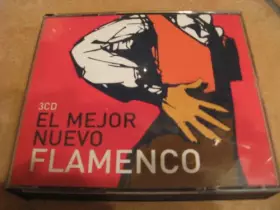 3CD
EL MEJOR
NUEVO
FLAMENCO